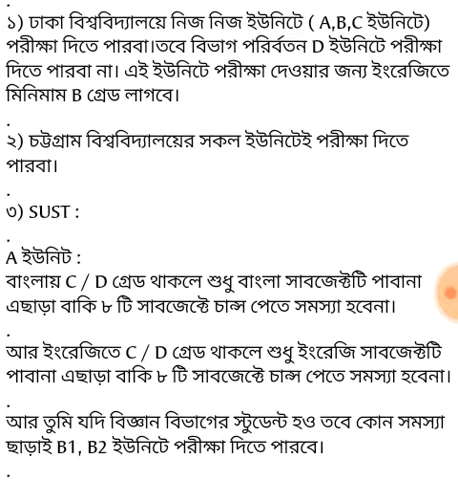 .
১) ঢাকা বিশ্ববিদ্যালয়ে নিজ নিজ ইউনিটে ( A,B,C ইউনিটে)
পরীক্ষা দিতে পারবা।তবে বিভাগ পরির্বতন D ইউনিটে পরীক্ষা
দিতে পারবা না। এই ইউনিটে পরীক্ষা দেওয়ার জন্য ইংরেজিতে
মিনিমাম B গ্রেড লাগবে।
.
২) চট্টগ্রাম বিশ্ববিদ্যালয়ের সকল ইউনিটেই পরীক্ষা দিতে
পারবা।
.
৩) SUST :
.
A ইউনিট :
বাংলায় C / D গ্রেড থাকলে শুধু বাংলা সাবজেক্টটি পাবানা
এছাড়া বাকি ৮ টি সাবজেক্টে চান্স পেতে সমস্যা হবেনা।
.
আর ইংরেজিতে C / D গ্রেড থাকলে শুধু ইংরেজি সাবজেক্টটি
পাবানা এছাড়া বাকি ৮ টি সাবজেক্টে চান্স পেতে সমস্যা হবেনা।
.
আর তুমি যদি বিজ্ঞান বিভাগের স্টুডেন্ট হও তবে কোন সমস্যা
ছাড়াই B1, B2 ইউনিটে পরীক্ষা দিতে পারবে।
.